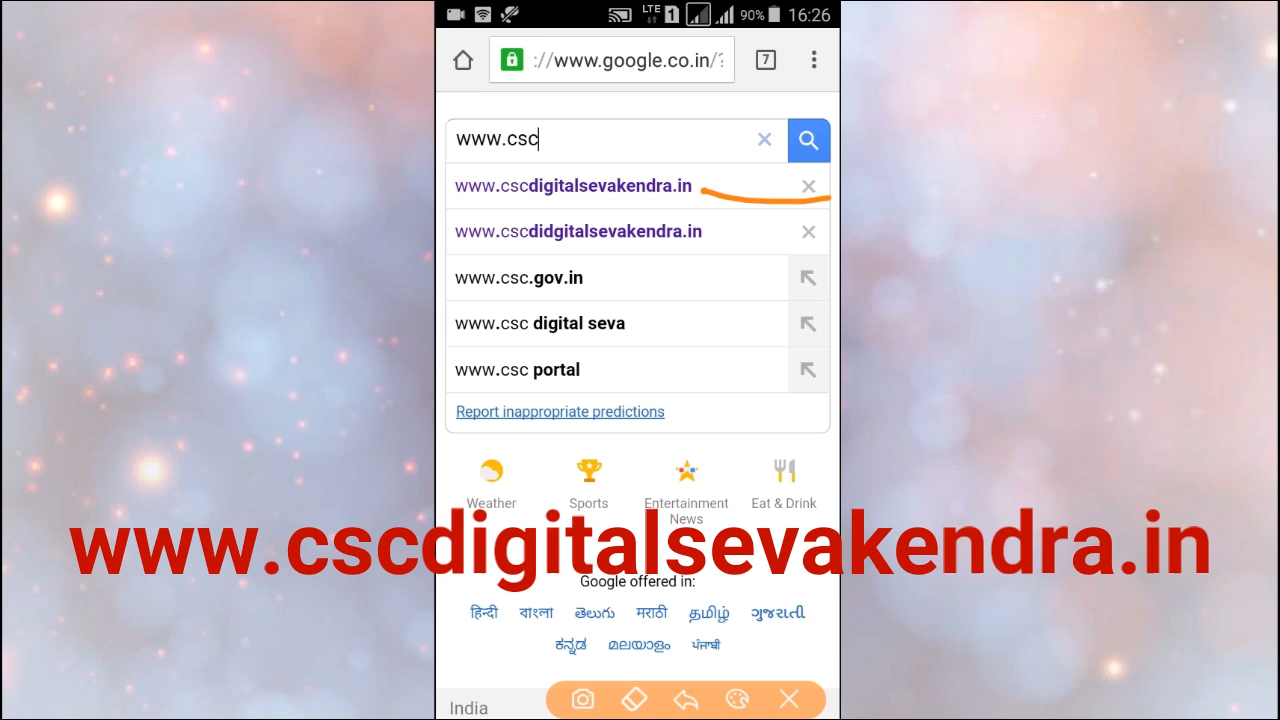 LTE
1
90%
16:26
://www.google.co.in/?
7
www.csc
www.cscdigitalsevakendra.in
www.cscdidgitalsevakendra.in
www.csc.gov.in
www.csc digital seva
www.csc portal
Report inappropriate predictions
Weather
Sports
Entertainment News
Eat & Drink
www.cscdigitalsevakendra.in
Google offered in:
हिन्दी বাংলা తెలుగు मराठी தமிழ் ગુજરાતી
ಕನ್ನಡ മലയാളം ਪੰਜਾਬੀ
India